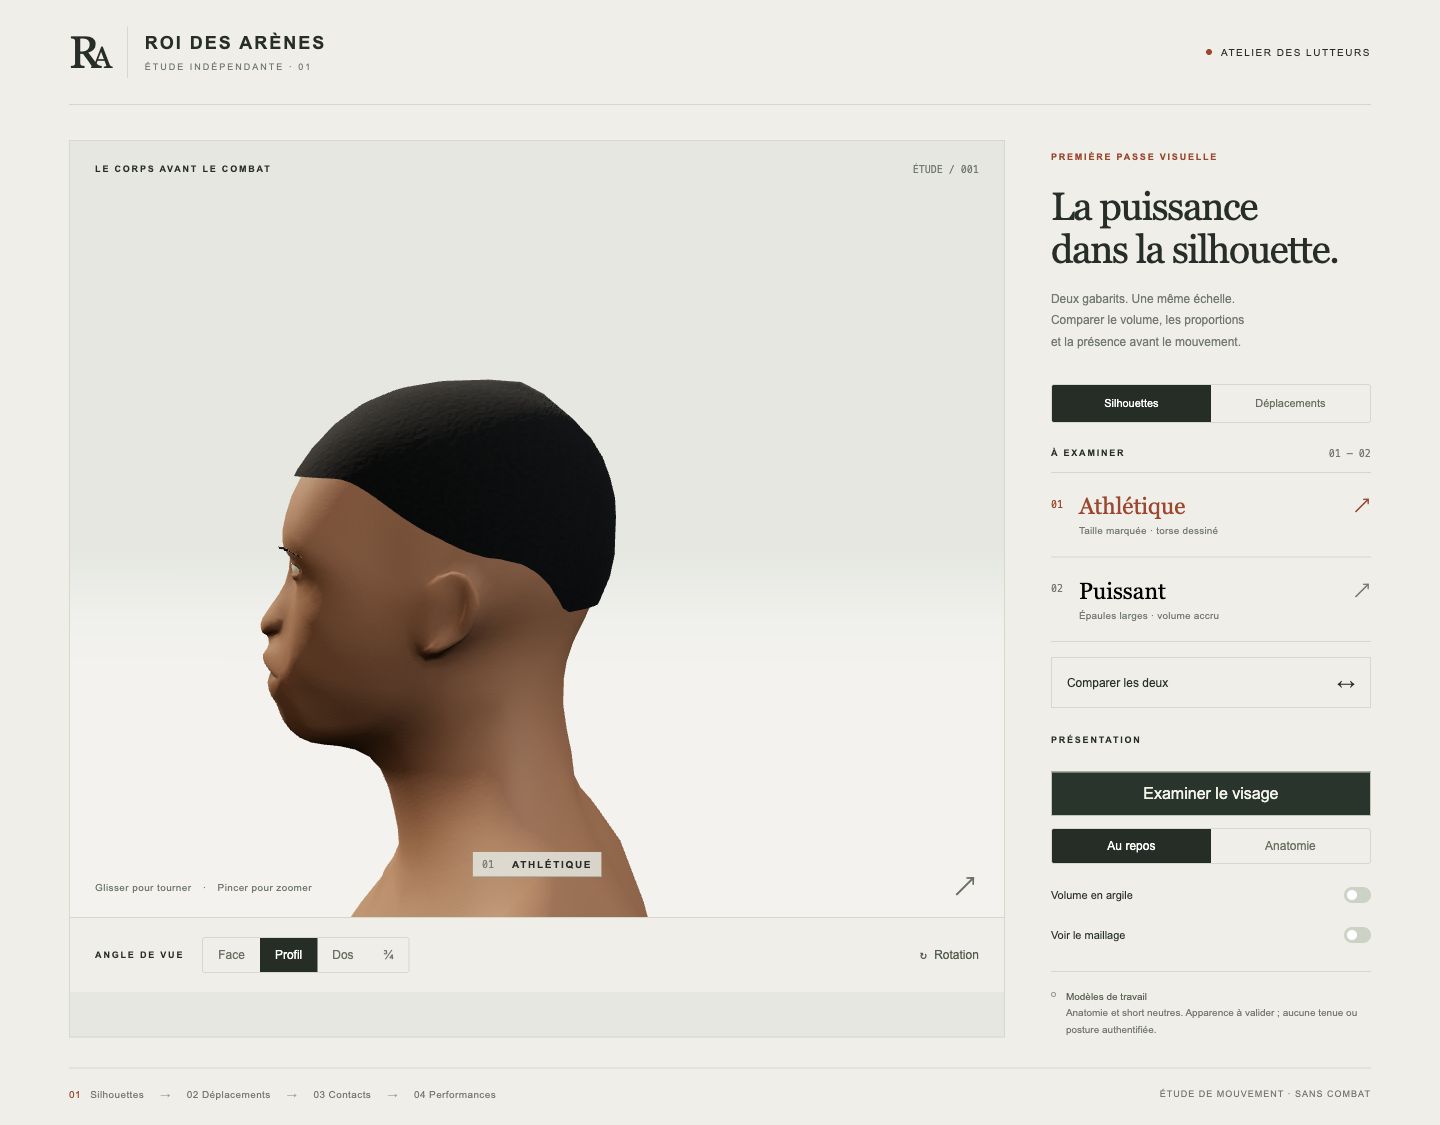 RA
ROI DES ARÈNES
ÉTUDE INDÉPENDANTE · 01
ATELIER DES LUTTEURS
LE CORPS AVANT LE COMBAT
ÉTUDE / 001
01 ATHLÉTIQUE
Glisser pour tourner · Pincer pour zoomer
ANGLE DE VUE
Face
Profil
Dos
¾
↻ Rotation
PREMIÈRE PASSE VISUELLE
La puissance
dans la silhouette.
Deux gabarits. Une même échelle.
Comparer le volume, les proportions
et la présence avant le mouvement.
Silhouettes
Déplacements
À EXAMINER
01 — 02
01 Athlétique ↗
Taille marquée · torse dessiné
02 Puissant ↗
Épaules larges · volume accru
Comparer les deux ↔
PRÉSENTATION
Examiner le visage
Au repos
Anatomie
Volume en argile
Voir le maillage
Modèles de travail
Anatomie et short neutres. Apparence à valider ; aucune tenue ou
posture authentifiée.
01 Silhouettes → 02 Déplacements → 03 Contacts → 04 Performances
ÉTUDE DE MOUVEMENT · SANS COMBAT